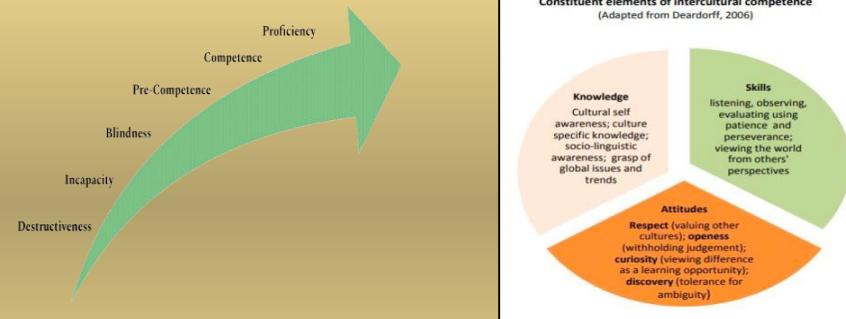 Proficiency
Competence
Pre-Competence
Blindness
Incapacity
Destructiveness
Constituent elements of intercultural competence
(Adapted from Deardorff, 2006)
Knowledge
Cultural self
awareness; culture
specific knowledge;
socio-linguistic
awareness; grasp of
global issues and
trends
Skills
listening, observing,
evaluating using
patience and
perseverance;
viewing the world
from others'
perspectives
Attitudes
Respect (valuing other
cultures); openess
(withholding judgement);
curiosity (viewing difference
as a learning opportunity);
discovery (tolerance for
ambiguity)